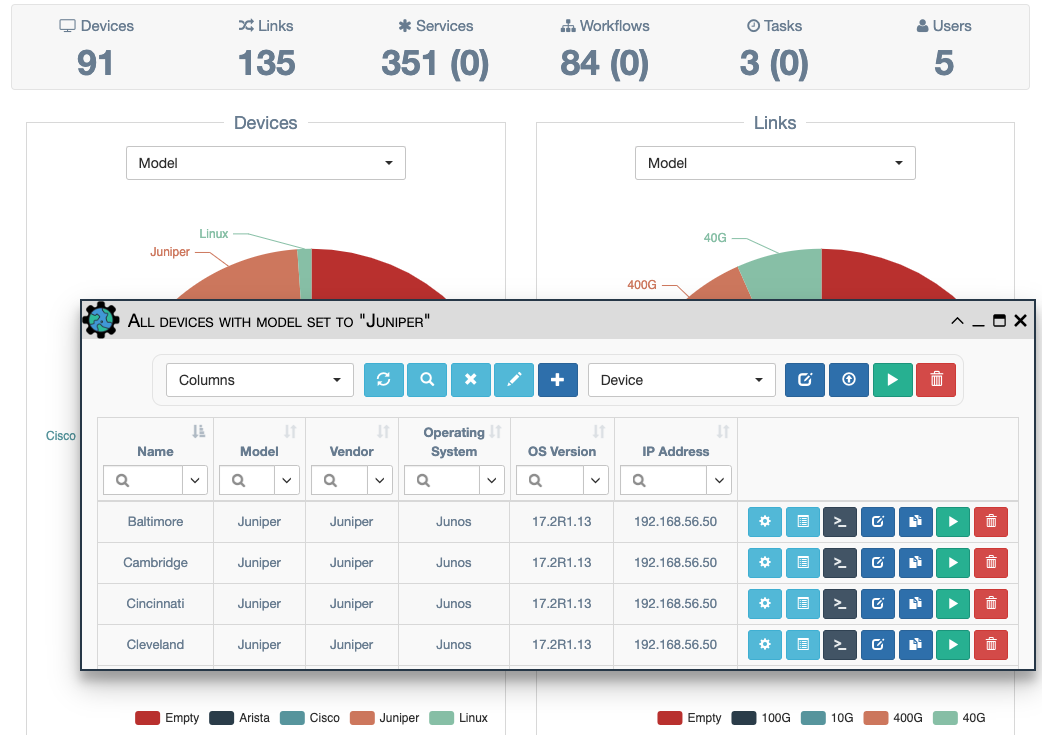 Devices Links Services Workflows Tasks Users
91 135 351 (0) 84 (0) 3 (0) 5
Devices Links
Model Model
Linux
Juniper
40G
400G
Cisco
All devices with model set to "Juniper"
Columns Device
Name Model Vendor Operating System OS Version IP Address
Baltimore Juniper Juniper Junos 17.2R1.13 192.168.56.50
Cambridge Juniper Juniper Junos 17.2R1.13 192.168.56.50
Cincinnati Juniper Juniper Junos 17.2R1.13 192.168.56.50
Cleveland Juniper Juniper Junos 17.2R1.13 192.168.56.50
Empty Arista Cisco Juniper Linux
Empty 100G 10G 400G 40G